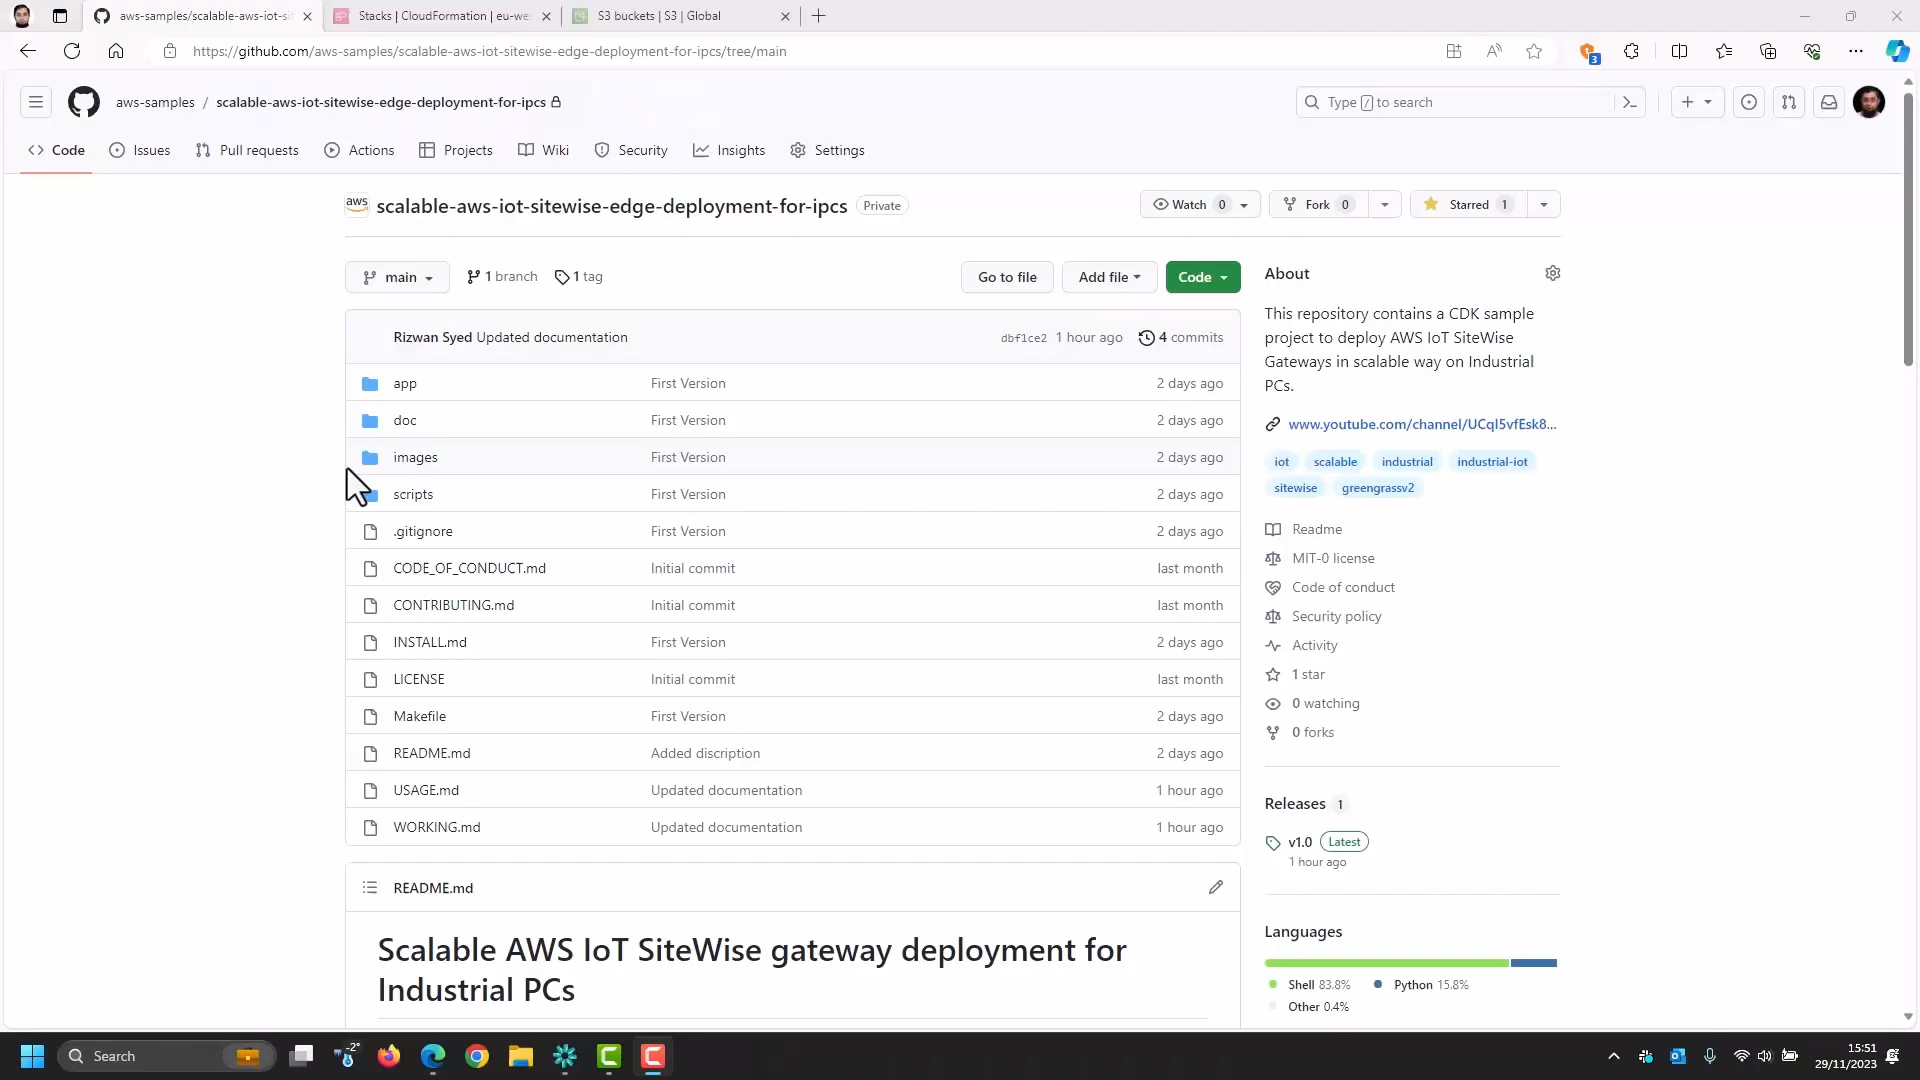 aws-samples/scalable-aws-iot-sit
Stacks | CloudFormation | eu-we
S3 buckets | S3 | Global
https://github.com/aws-samples/scalable-aws-iot-sitewise-edge-deployment-for-ipcs/tree/main
3
aws-samples / scalable-aws-iot-sitewise-edge-deployment-for-ipcs
Type / to search
Code
Issues
Pull requests
Actions
Projects
Wiki
Security
Insights
Settings
aws scalable-aws-iot-sitewise-edge-deployment-for-ipcs Private
Watch 0
Fork 0
Starred 1
main
1 branch
1 tag
Go to file
Add file
Code
Rizwan Syed Updated documentation dbf1ce2 1 hour ago 4 commits
app First Version 2 days ago
doc First Version 2 days ago
images First Version 2 days ago
scripts First Version 2 days ago
.gitignore First Version 2 days ago
CODE_OF_CONDUCT.md Initial commit last month
CONTRIBUTING.md Initial commit last month
INSTALL.md First Version 2 days ago
LICENSE Initial commit last month
Makefile First Version 2 days ago
README.md Added discription 2 days ago
USAGE.md Updated documentation 1 hour ago
WORKING.md Updated documentation 1 hour ago
README.md
Scalable AWS IoT SiteWise gateway deployment for
Industrial PCs
About
This repository contains a CDK sample
project to deploy AWS IoT SiteWise
Gateways in scalable way on Industrial
PCs.
www.youtube.com/channel/UCqI5vfEsk8...
iot scalable industrial industrial-iot
sitewise greengrassv2
Readme
MIT-0 license
Code of conduct
Security policy
Activity
1 star
0 watching
0 forks
Releases 1
v1.0 Latest
1 hour ago
Languages
Shell 83.8% Python 15.8%
Other 0.4%
Search
-2°
15:51
29/11/2023